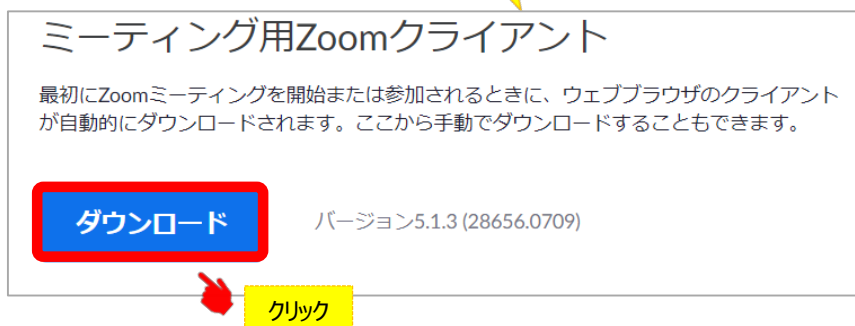 ミーティング用Zoomクライアント
最初にZoomミーティングを開始または参加されるときに、ウェブブラウザのクライアント
が自動的にダウンロードされます。ここから手動でダウンロードすることもできます。
ダウンロード
バージョン5.1.3 (28656.0709)
クリック